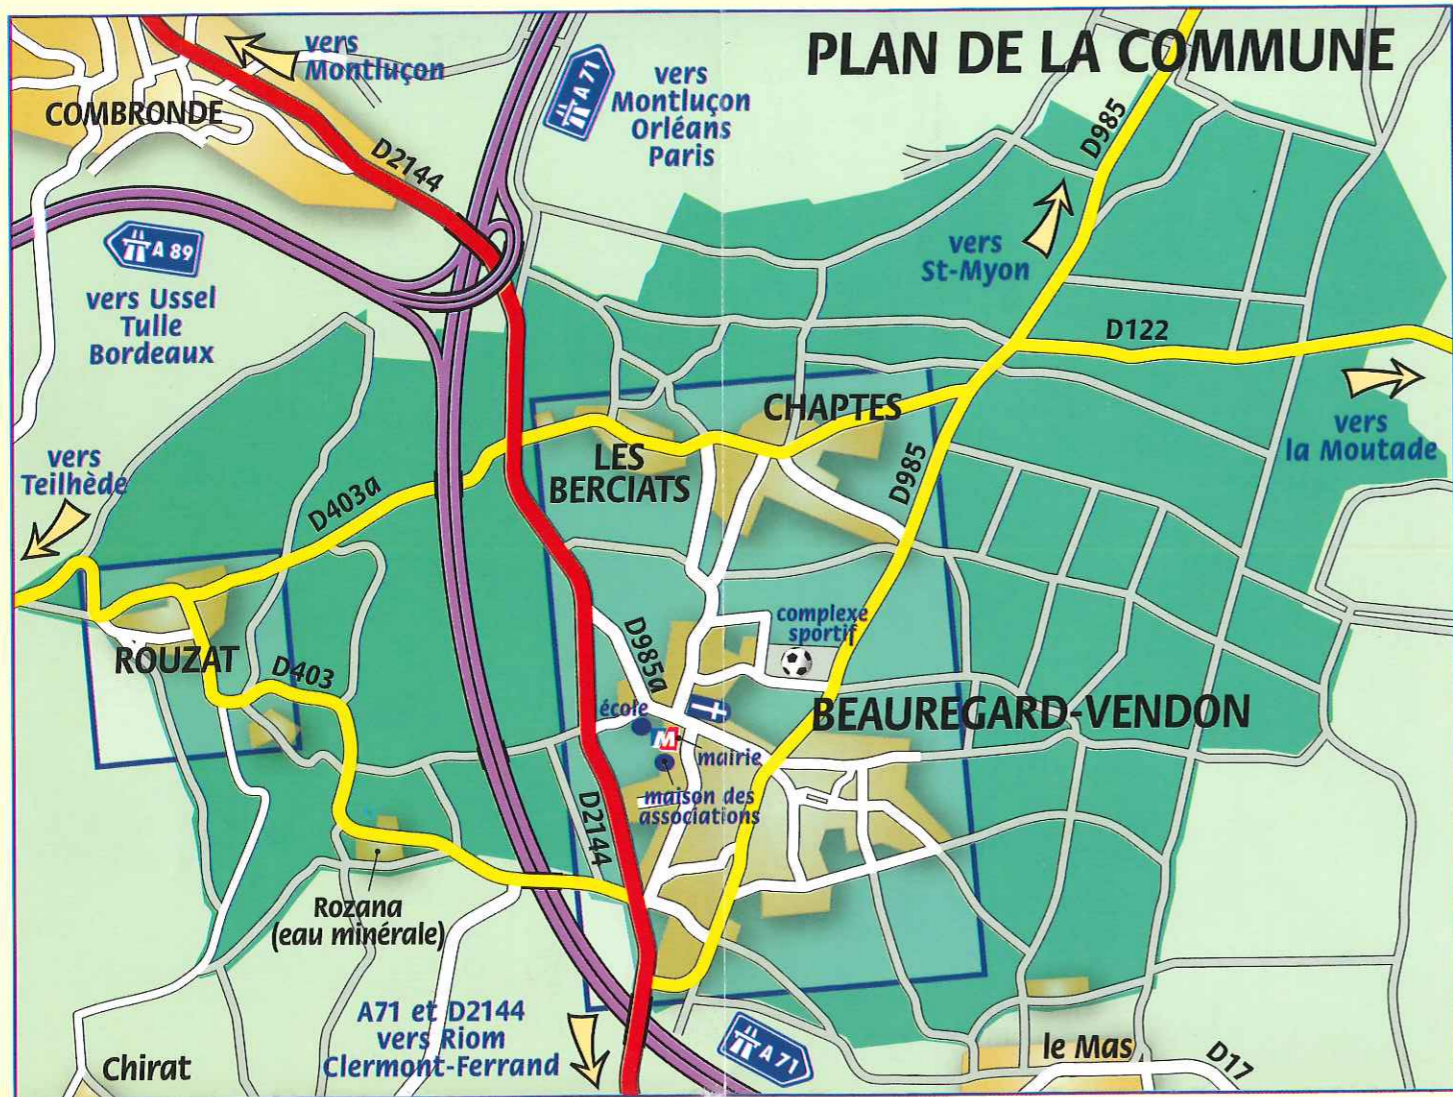 PLAN DE LA COMMUNE
vers
Montluçon
COMBRONDE
D2144
A 71
vers
Montluçon
Orléans
Paris
D985
A 89
vers Ussel
Tulle
Bordeaux
vers
St-Myon
D122
vers
la Moutade
CHAPTES
LES
BERCIATS
D985
vers
Teilhède
D403a
ROUZAT
D403
complexe
sportif
D985a
école
M
mairie
BEAUREGARD-VENDON
maison des
associations
D2144
Rozana
(eau minérale)
A71 et D2144
vers Riom
Clermont-Ferrand
A 71
Chirat
le Mas
D17